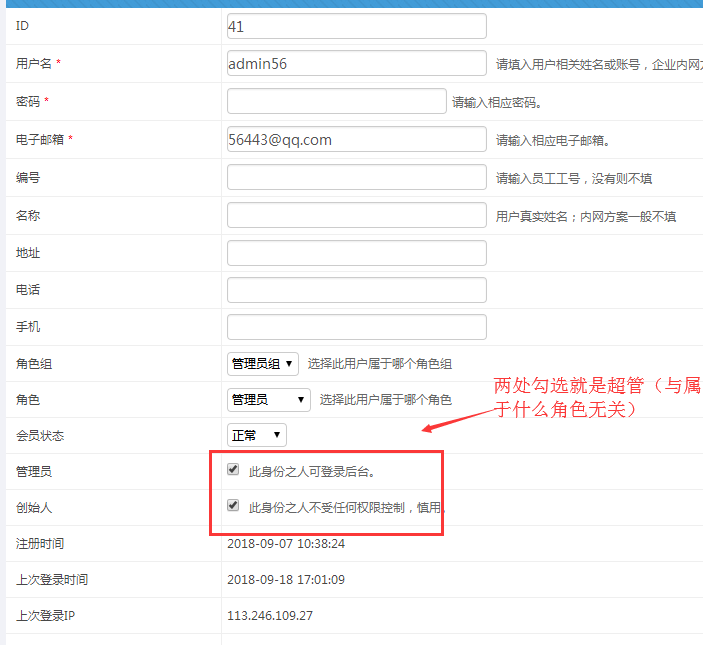 ID 41
用户名 * admin56 请填入用户相关姓名或账号，企业内网
密码 * 请输入相应密码。
电子邮箱 * 56443@qq.com 请输入相应电子邮箱。
编号 请输入员工工号，没有则不填
名称 用户真实姓名；内网方案一般不填
地址
电话
手机
角色组 管理员组 选择此用户属于哪个角色组
角色 管理员 选择此用户属于哪个角色
两处勾选就是超管（与属
于什么角色无关）
会员状态 正常
管理员 此身份之人可登录后台。
创始人 此身份之人不受任何权限控制，慎用。
注册时间 2018-09-07 10:38:24
上次登录时间 2018-09-18 17:01:09
上次登录IP 113.246.109.27